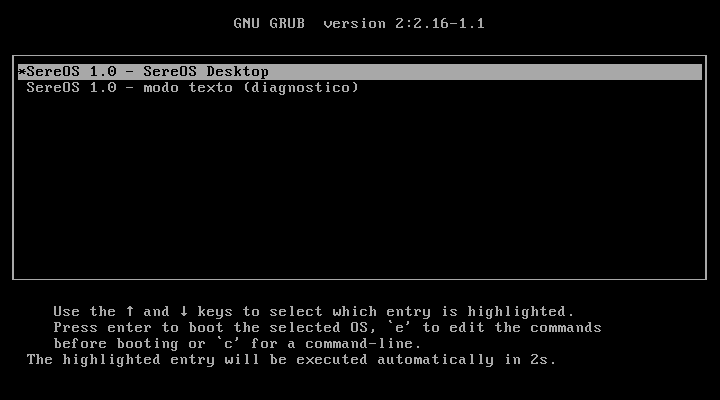 GNU GRUB  version 2:2.16-1.1
*SereOS 1.0 - SereOS Desktop
SereOS 1.0 - modo texto (diagnostico)
Use the ↑ and ↓ keys to select which entry is highlighted.
Press enter to boot the selected OS, `e' to edit the commands
before booting or `c' for a command-line.
The highlighted entry will be executed automatically in 2s.